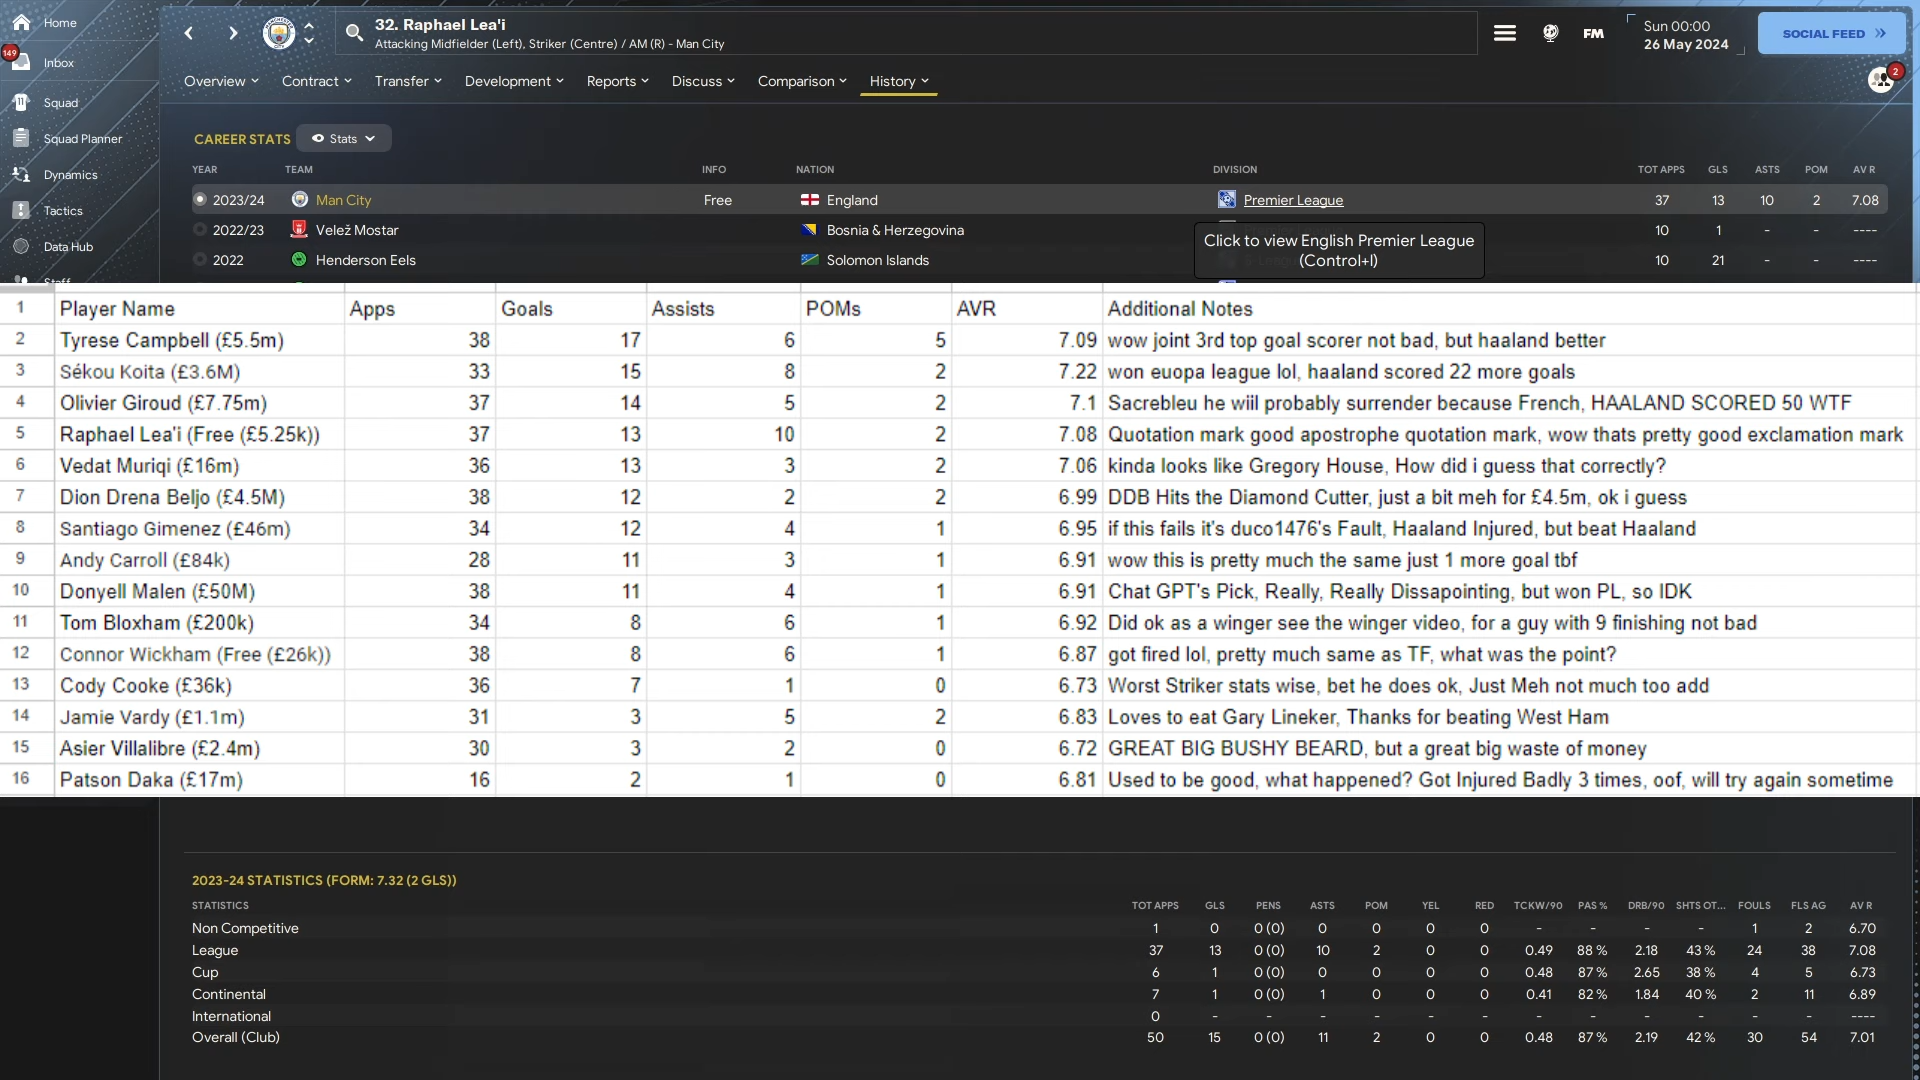 Home
32. Raphael Lea'i
Attacking Midfielder (Left), Striker (Centre) / AM (R) - Man City
FM
Sun 00:00
26 May 2024
SOCIAL FEED
149
Inbox
2
Overview Contract Transfer Development Reports Discuss Comparison History
Squad
Squad Planner
Dynamics
Tactics
Data Hub
CAREER STATS Stats
YEAR TEAM INFO NATION DIVISION TOT APPS GLS ASTS POM AV R
2023/24 Man City Free England Premier League 37 13 10 2 7.08
2022/23 Velež Mostar Bosnia & Herzegovina 10 1 - - ----
2022 Henderson Eels Solomon Islands 10 21 - - ----
Click to view English Premier League
(Control+I)
1 Player Name Apps Goals Assists POMs AVR Additional Notes
2 Tyrese Campbell (£5.5m) 38 17 6 5 7.09 wow joint 3rd top goal scorer not bad, but haaland better
3 Sékou Koita (£3.6M) 33 15 8 2 7.22 won euopa league lol, haaland scored 22 more goals
4 Olivier Giroud (£7.75m) 37 14 5 2 7.1 Sacrebleu he wiil probably surrender because French, HAALAND SCORED 50 WTF
5 Raphael Lea'i (Free (£5.25k)) 37 13 10 2 7.08 Quotation mark good apostrophe quotation mark, wow thats pretty good exclamation mark
6 Vedat Muriqi (£16m) 36 13 3 2 7.06 kinda looks like Gregory House, How did i guess that correctly?
7 Dion Drena Beljo (£4.5M) 38 12 2 2 6.99 DDB Hits the Diamond Cutter, just a bit meh for £4.5m, ok i guess
8 Santiago Gimenez (£46m) 34 12 4 1 6.95 if this fails it's duco1476's Fault, Haaland Injured, but beat Haaland
9 Andy Carroll (£84k) 28 11 3 1 6.91 wow this is pretty much the same just 1 more goal tbf
10 Donyell Malen (£50M) 38 11 4 1 6.91 Chat GPT's Pick, Really, Really Dissapointing, but won PL, so IDK
11 Tom Bloxham (£200k) 34 8 6 1 6.92 Did ok as a winger see the winger video, for a guy with 9 finishing not bad
12 Connor Wickham (Free (£26k)) 38 8 6 1 6.87 got fired lol, pretty much same as TF, what was the point?
13 Cody Cooke (£36k) 36 7 1 0 6.73 Worst Striker stats wise, bet he does ok, Just Meh not much too add
14 Jamie Vardy (£1.1m) 31 3 5 2 6.83 Loves to eat Gary Lineker, Thanks for beating West Ham
15 Asier Villalibre (£2.4m) 30 3 2 0 6.72 GREAT BIG BUSHY BEARD, but a great big waste of money
16 Patson Daka (£17m) 16 2 1 0 6.81 Used to be good, what happened? Got Injured Badly 3 times, oof, will try again sometime
2023-24 STATISTICS (FORM: 7.32 (2 GLS))
STATISTICS TOT APPS GLS PENS ASTS POM YEL RED TCKW/90 PAS % DRB/90 SHTS OT... FOULS FLS AG AV R
Non Competitive 1 0 0 (0) 0 0 0 0 - - - - 1 2 6.70
League 37 13 0 (0) 10 2 0 0 0.49 88 % 2.18 43 % 24 38 7.08
Cup 6 1 0 (0) 0 0 0 0 0.48 87 % 2.65 38 % 4 5 6.73
Continental 7 1 0 (0) 1 0 0 0 0.41 82 % 1.84 40 % 2 11 6.89
International 0 - - - - - - - - - - - - ----
Overall (Club) 50 15 0 (0) 11 2 0 0 0.48 87 % 2.19 42 % 30 54 7.01